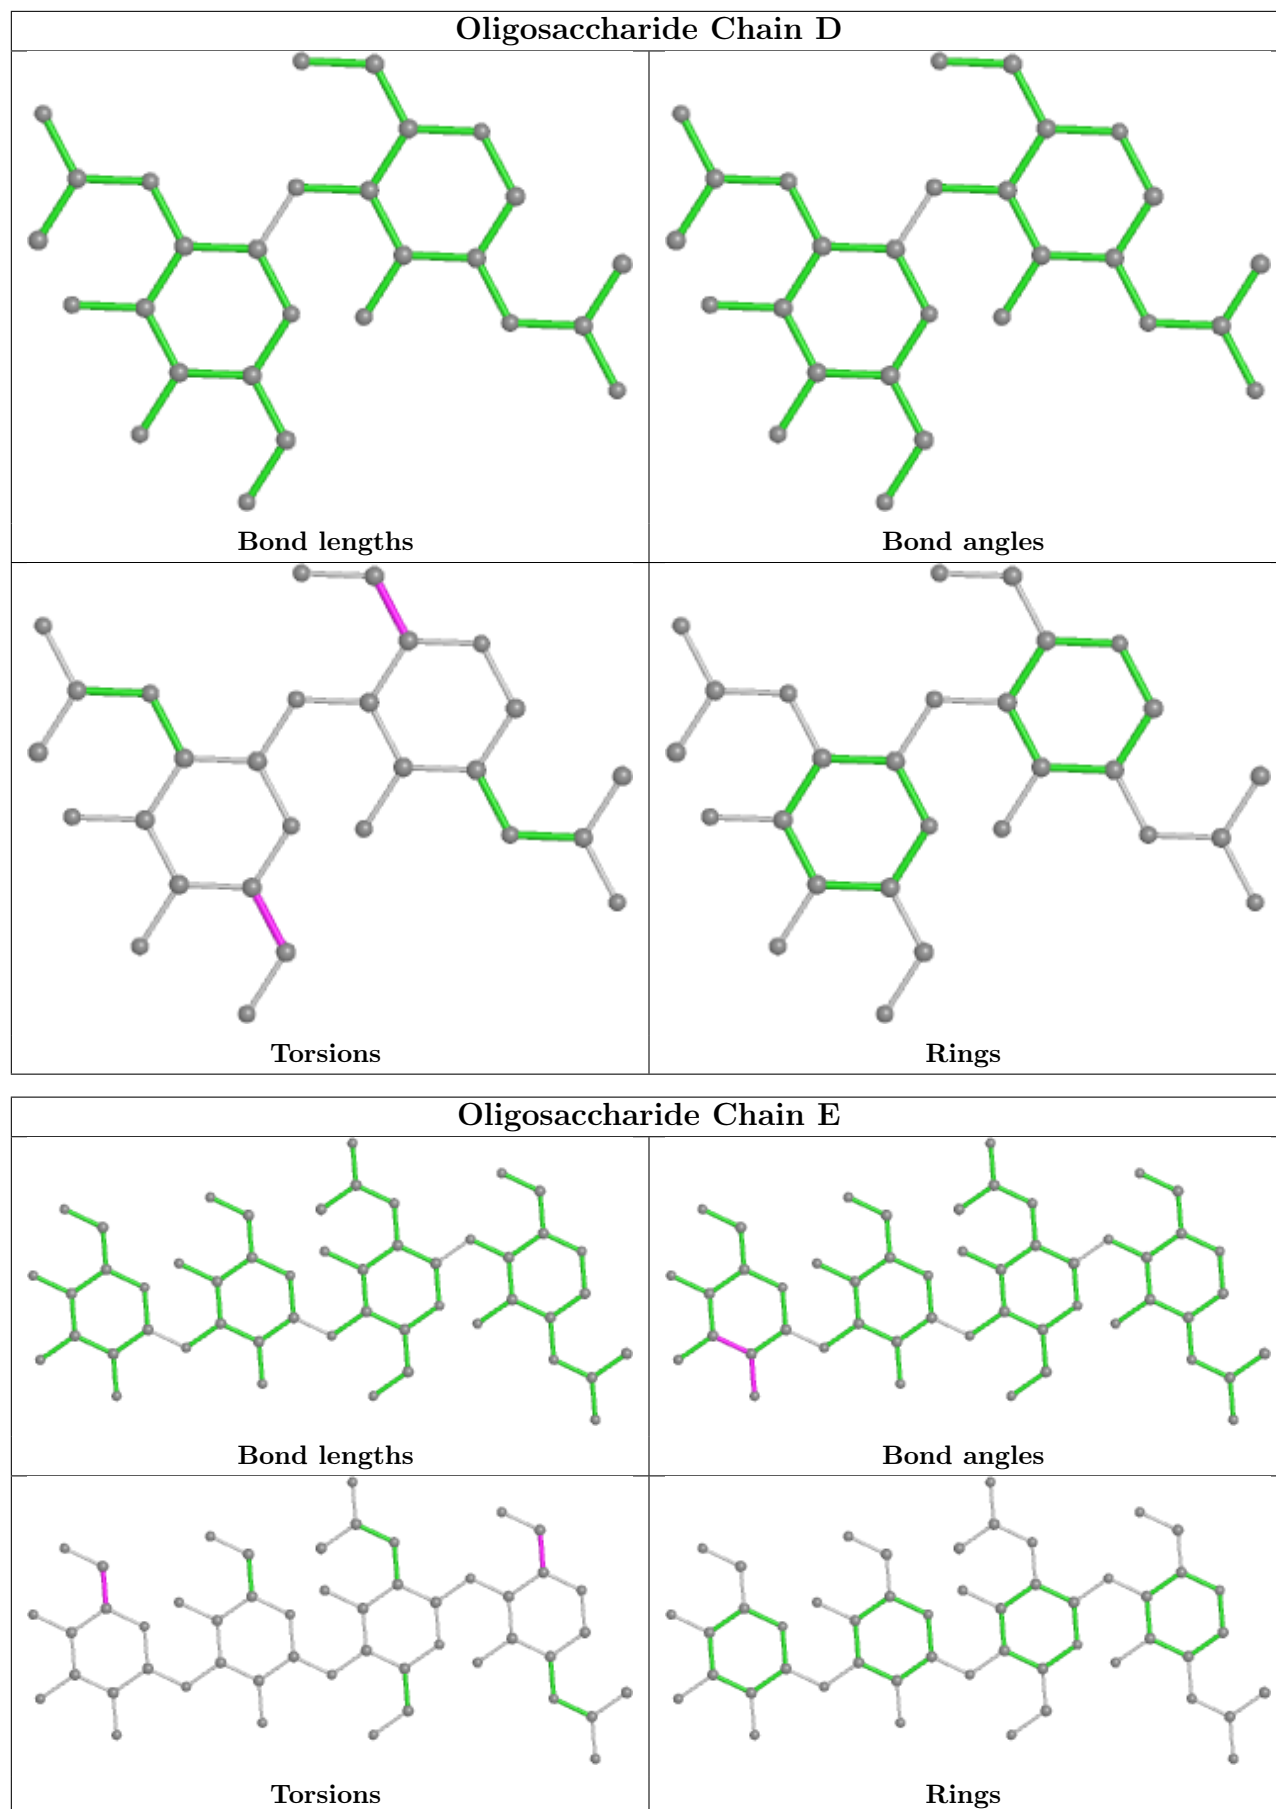 Oligosaccharide Chain D
Bond lengths
Bond angles
Torsions
Rings
Oligosaccharide Chain E
Bond lengths
Bond angles
Torsions
Rings